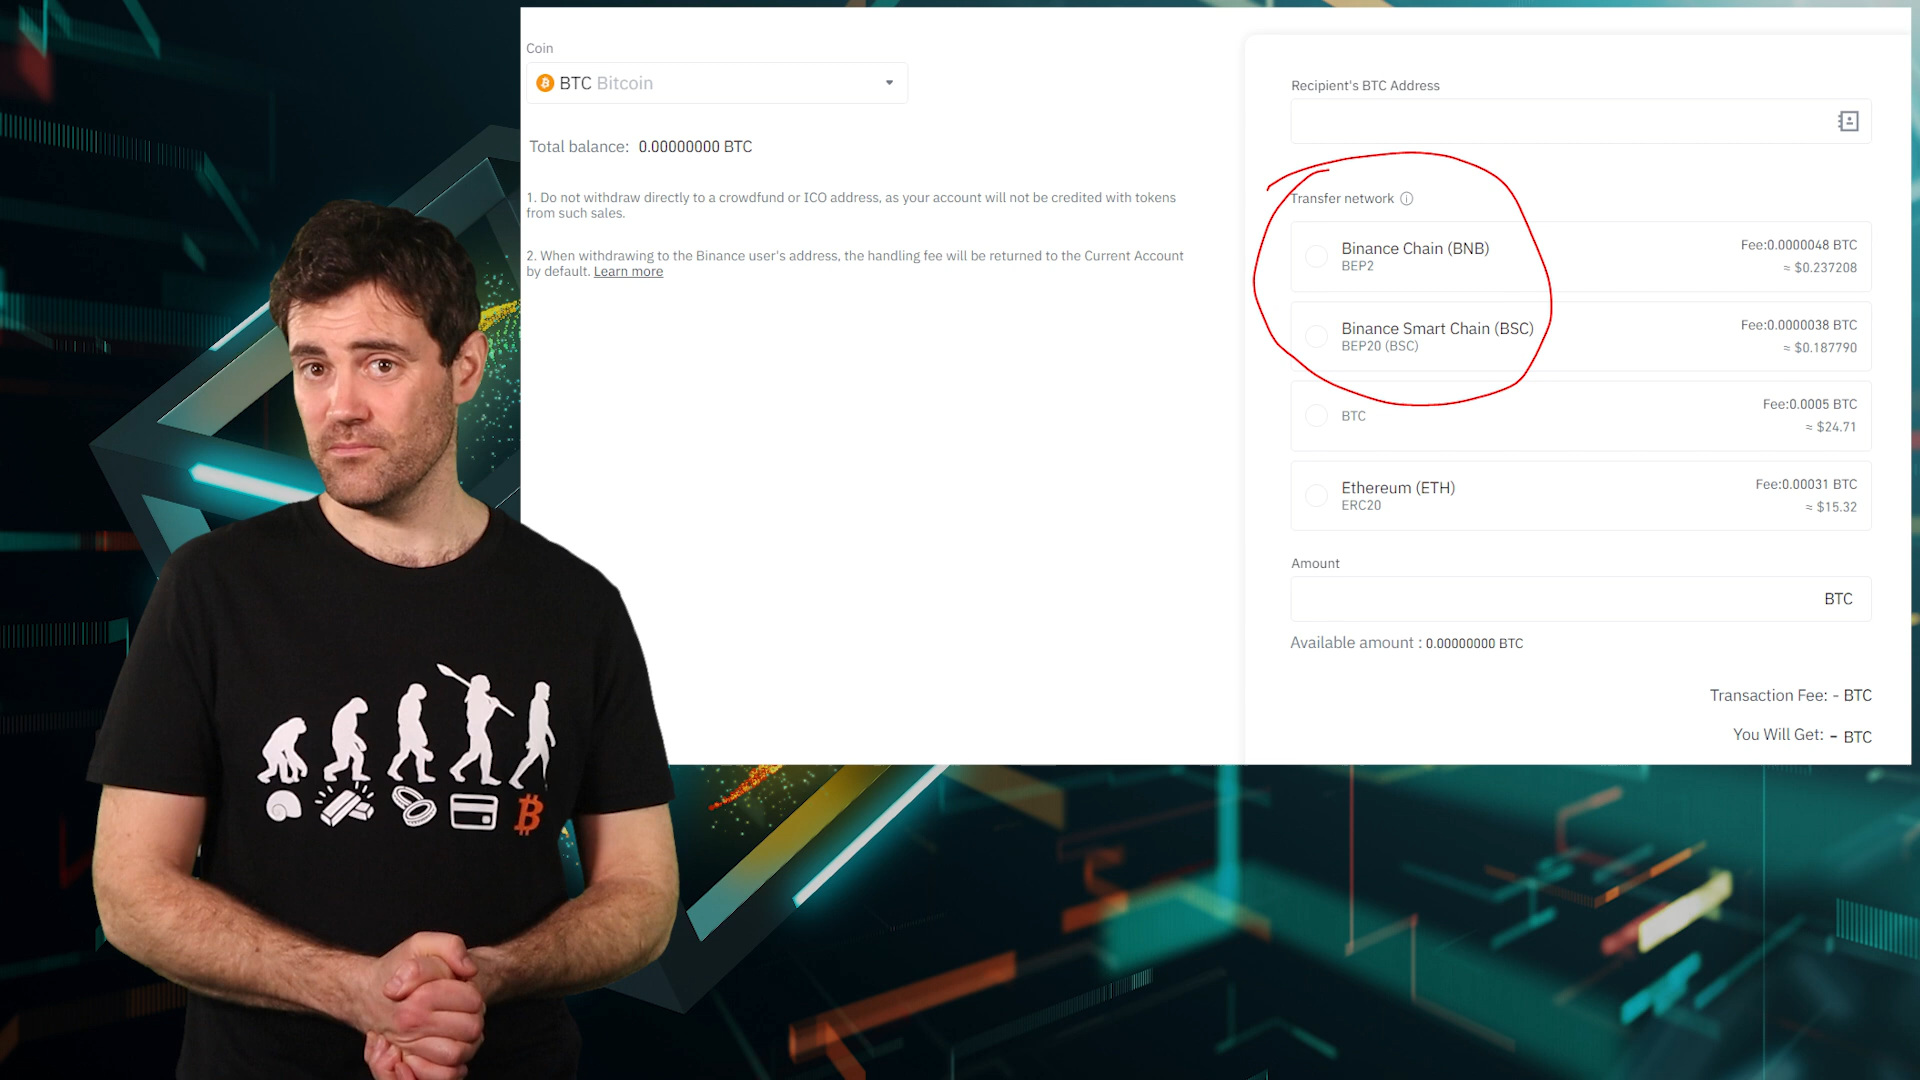 Coin
BTC Bitcoin
Total balance: 0.00000000 BTC
1. Do not withdraw directly to a crowdfund or ICO address, as your account will not be credited with tokens
from such sales.
2. When withdrawing to the Binance user's address, the handling fee will be returned to the Current Account
by default. Learn more
Recipient's BTC Address
Transfer network
Binance Chain (BNB)
BEP2
Fee:0.0000048 BTC
≈ $0.237208
Binance Smart Chain (BSC)
BEP20 (BSC)
Fee:0.0000038 BTC
≈ $0.187790
BTC
Fee:0.0005 BTC
≈ $24.71
Ethereum (ETH)
ERC20
Fee:0.00031 BTC
≈ $15.32
Amount
BTC
Available amount : 0.00000000 BTC
Transaction Fee: - BTC
You Will Get: - BTC